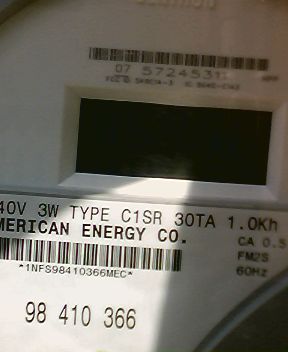 07 57245311
40V 3W TYPE C1SR 30TA 1.0Kh
MERICAN ENERGY CO.
CA 0.5
FM2S
60Hz
*1NFS98410366MEC*
98 410 366